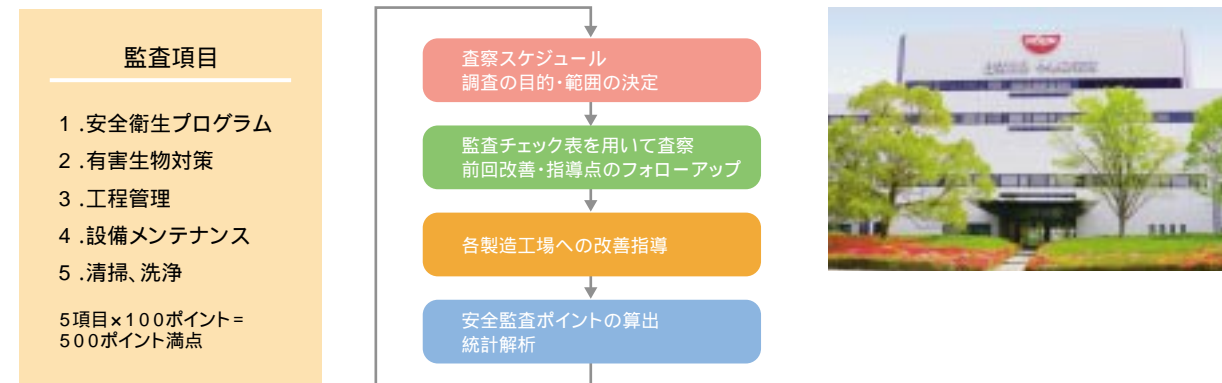 監査項目
1.安全衛生プログラム
2.有害生物対策
3.工程管理
4.設備メンテナンス
5.清掃、洗浄
5項目×100ポイント=
500ポイント満点
査察スケジュール
調査の目的・範囲の決定
監査チェック表を用いて査察
前回改善・指導点のフォローアップ
各製造工場への改善指導
安全監査ポイントの算出
統計解析